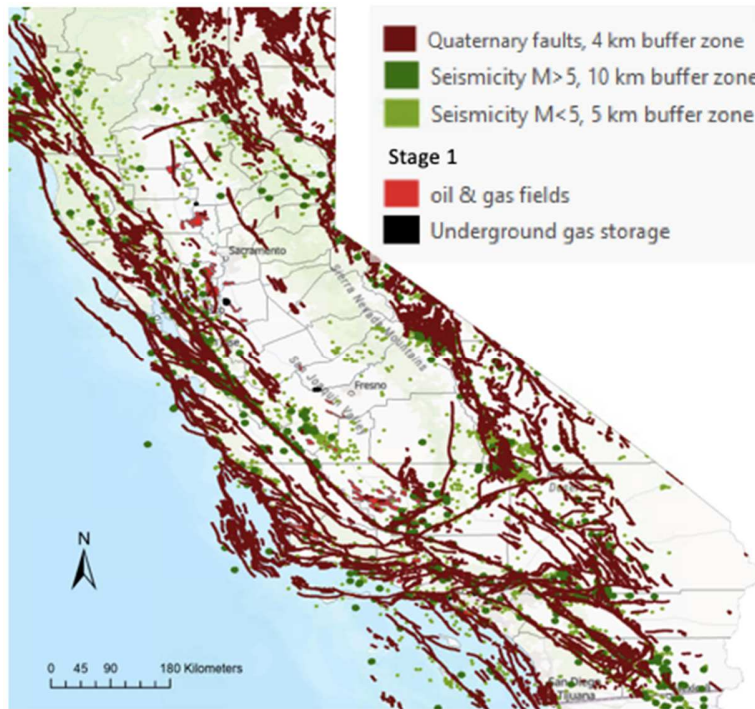 Quaternary faults, 4 km buffer zone
Seismicity M>5, 10 km buffer zone
Seismicity M<5, 5 km buffer zone
Stage 1
oil & gas fields
Underground gas storage
Sacramento
Sierra Nevada Mountains
San Joaquin Valley
Fresno
N
0 45 90 180 Kilometers
San Diego
Tijuana